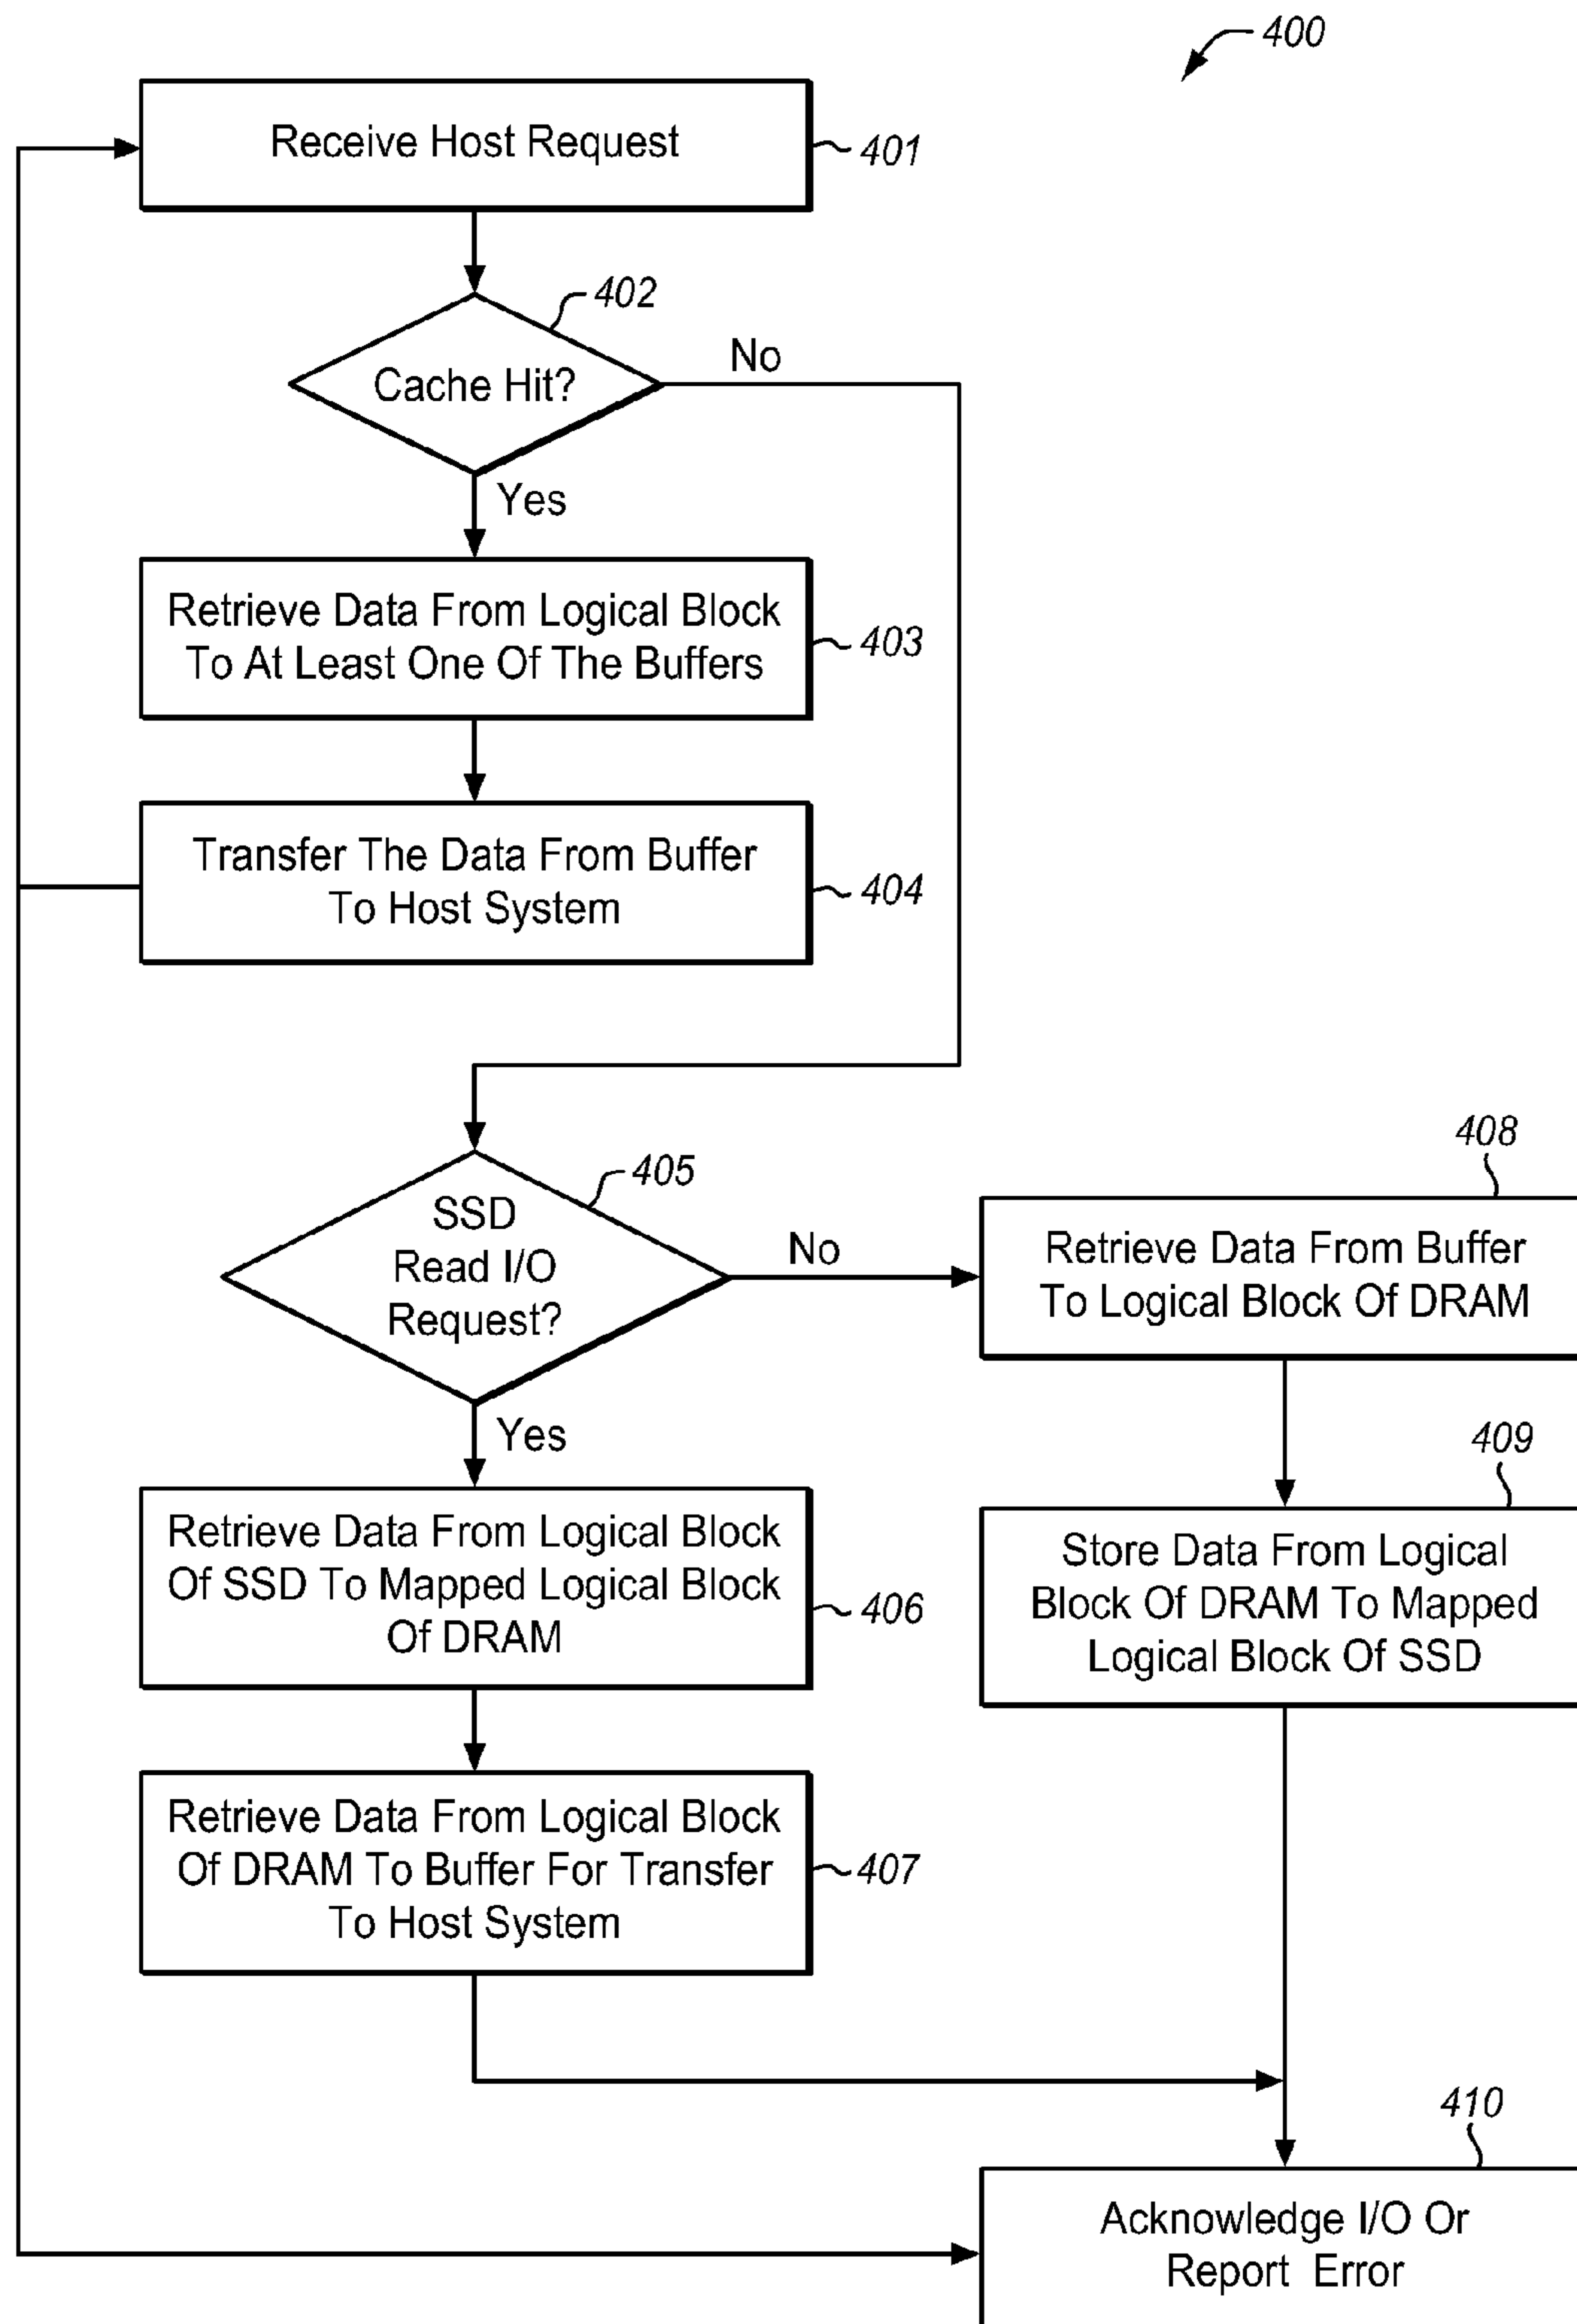 400
Receive Host Request
401
402
Cache Hit?
No
Yes
Retrieve Data From Logical Block
To At Least One Of The Buffers
403
Transfer The Data From Buffer
To Host System
404
405
SSD
Read I/O
Request?
No
Yes
408
Retrieve Data From Buffer
To Logical Block Of DRAM
409
Store Data From Logical
Block Of DRAM To Mapped
Logical Block Of SSD
Retrieve Data From Logical Block
Of SSD To Mapped Logical Block
Of DRAM
406
Retrieve Data From Logical Block
Of DRAM To Buffer For Transfer
To Host System
407
410
Acknowledge I/O Or
Report Error